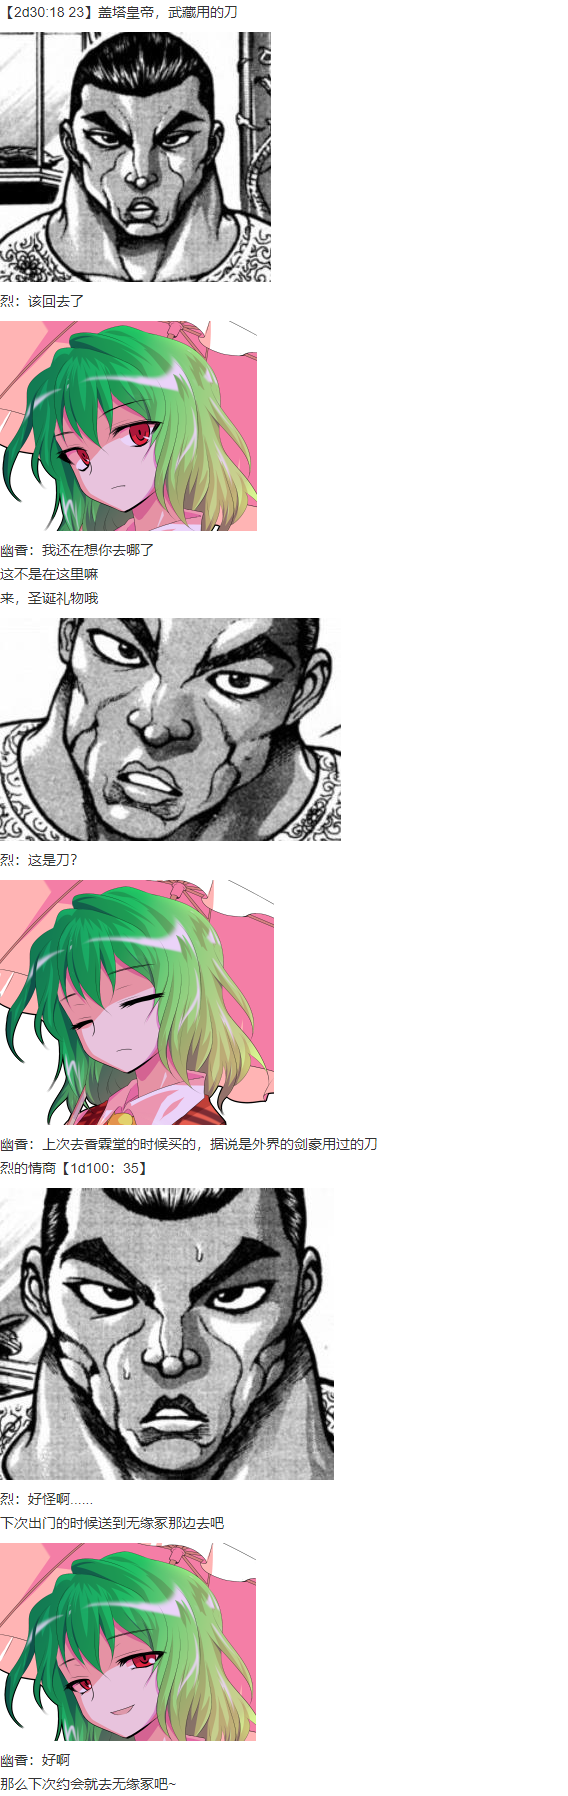 【2d30:18 23】盖塔皇帝，武藏用的刀
烈：该回去了
幽香：我还在想你去哪了
这不是在这里嘛
来，圣诞礼物哦
烈：这是刀？
幽香：上次去香霖堂的时候买的，据说是外界的剑豪用过的刀
烈的情商【1d100：35】
烈：好怪啊......
下次出门的时候送到无缘冢那边去吧
幽香：好啊
那么下次约会就去无缘冢吧~